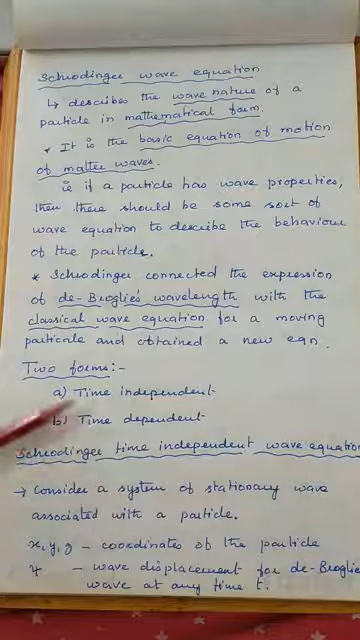 Schrodinger wave equation
↳ describes the wave nature of a
particle in mathematical form.
* It is the basic equation of motion
of matter waves.
ie if a particle has wave properties,
then there should be some sort of
wave equation to describe the behaviour
of the particle.
* Schrodinger connected the expression
of de-Broglie's wavelength with the
classical wave equation for a moving
particle and obtained a new eqn.
Two forms:-
a) Time independent
b) Time dependent
Schrodinger time independent wave equation
→ Consider a system of stationary wave
associated with a particle.
x, y, z – coordinates of the particle
Ψ – wave displacement for de-Broglie
wave at any time t.